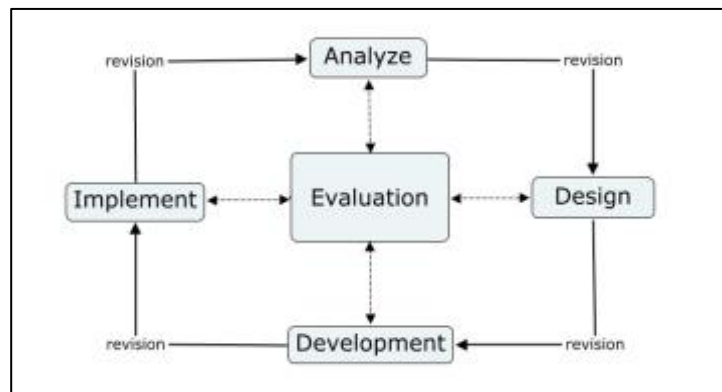 revision
Analyze
revision
Implement
Evaluation
Design
revision
Development
revision